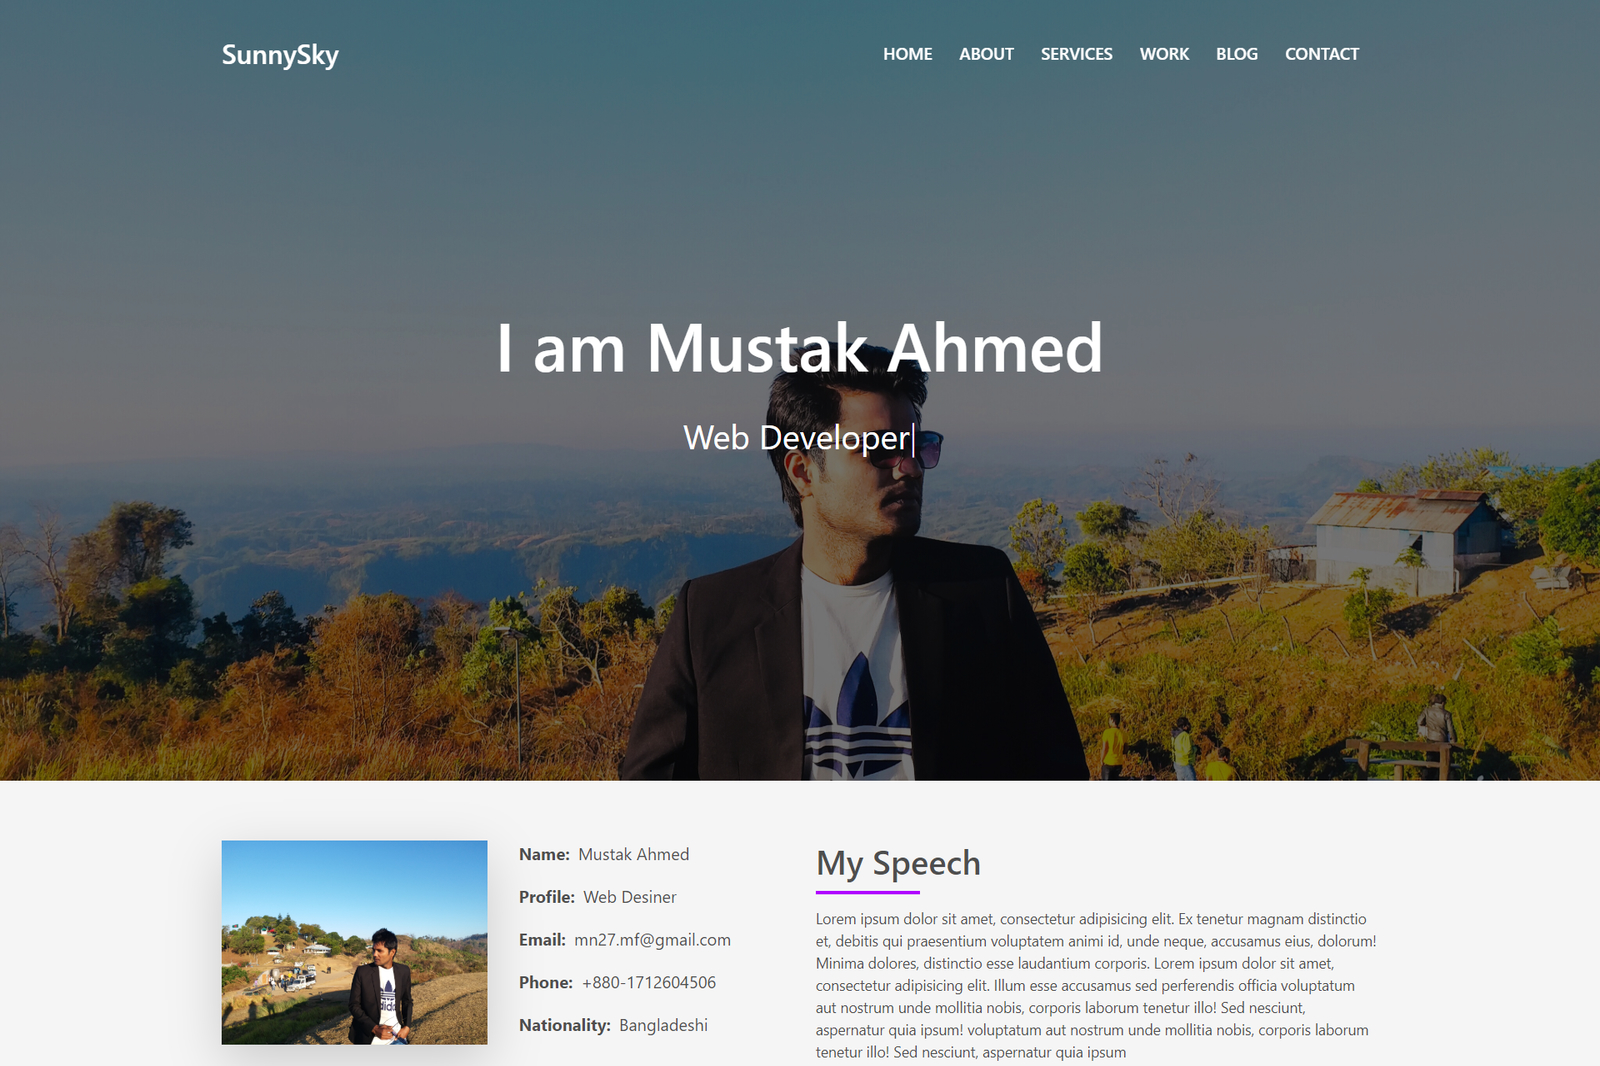 SunnySky
HOME ABOUT SERVICES WORK BLOG CONTACT
I am Mustak Ahmed
Web Developer|
Name: Mustak Ahmed
Profile: Web Desiner
Email: mn27.mf@gmail.com
Phone: +880-1712604506
Nationality: Bangladeshi
My Speech
Lorem ipsum dolor sit amet, consectetur adipisicing elit. Ex tenetur magnam distinctio
et, debitis qui praesentium voluptatem animi id, unde neque, accusamus eius, dolorum!
Minima dolores, distinctio esse laudantium corporis. Lorem ipsum dolor sit amet,
consectetur adipisicing elit. Illum esse accusamus sed perferendis officia voluptatum
aut nostrum unde mollitia nobis, corporis laborum tenetur illo! Sed nesciunt,
aspernatur quia ipsum! voluptatum aut nostrum unde mollitia nobis, corporis laborum
tenetur illo! Sed nesciunt, aspernatur quia ipsum